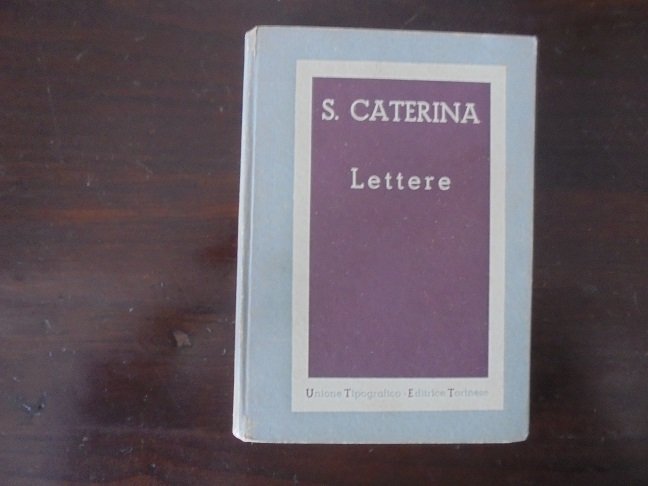 S. CATERINA
Lettere
Unione Tipografico - Editrice Torinese